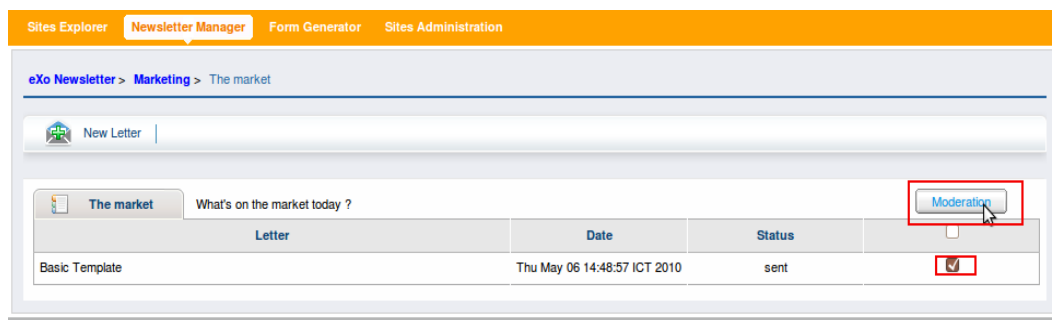 Sites Explorer Newsletter Manager Form Generator Sites Administration
eXo Newsletter > Marketing > The market
New Letter
The market What's on the market today ? Moderation
Letter Date Status
Basic Template Thu May 06 14:48:57 ICT 2010 sent